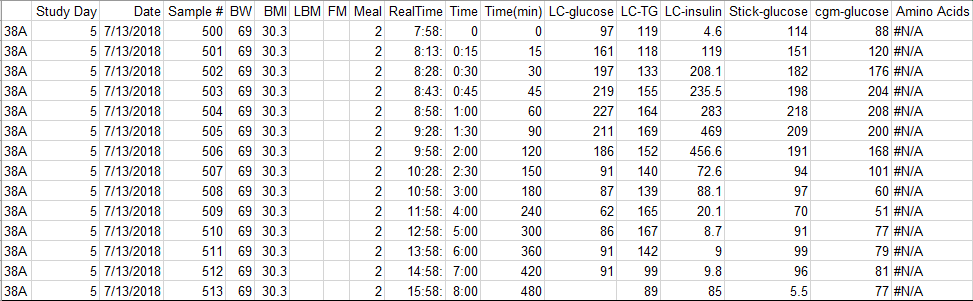 Study Day Date Sample # BW BMI LBM FM Meal RealTime Time Time(min) LC-glucose LC-TG LC-insulin Stick-glucose cgm-glucose Amino Acids
38A 5 7/13/2018 500 69 30.3 2 7:58: 0 0 97 119 4.6 114 88 #N/A
38A 5 7/13/2018 501 69 30.3 2 8:13: 0:15 15 161 118 119 151 120 #N/A
38A 5 7/13/2018 502 69 30.3 2 8:28: 0:30 30 197 133 208.1 182 176 #N/A
38A 5 7/13/2018 503 69 30.3 2 8:43: 0:45 45 219 155 235.5 198 204 #N/A
38A 5 7/13/2018 504 69 30.3 2 8:58: 1:00 60 227 164 283 218 208 #N/A
38A 5 7/13/2018 505 69 30.3 2 9:28: 1:30 90 211 169 469 209 200 #N/A
38A 5 7/13/2018 506 69 30.3 2 9:58: 2:00 120 186 152 456.6 191 168 #N/A
38A 5 7/13/2018 507 69 30.3 2 10:28: 2:30 150 91 140 72.6 94 101 #N/A
38A 5 7/13/2018 508 69 30.3 2 10:58: 3:00 180 87 139 88.1 97 60 #N/A
38A 5 7/13/2018 509 69 30.3 2 11:58: 4:00 240 62 165 20.1 70 51 #N/A
38A 5 7/13/2018 510 69 30.3 2 12:58: 5:00 300 86 167 8.7 91 77 #N/A
38A 5 7/13/2018 511 69 30.3 2 13:58: 6:00 360 91 142 9 99 79 #N/A
38A 5 7/13/2018 512 69 30.3 2 14:58: 7:00 420 91 99 9.8 96 81 #N/A
38A 5 7/13/2018 513 69 30.3 2 15:58: 8:00 480 89 85 5.5 77 #N/A